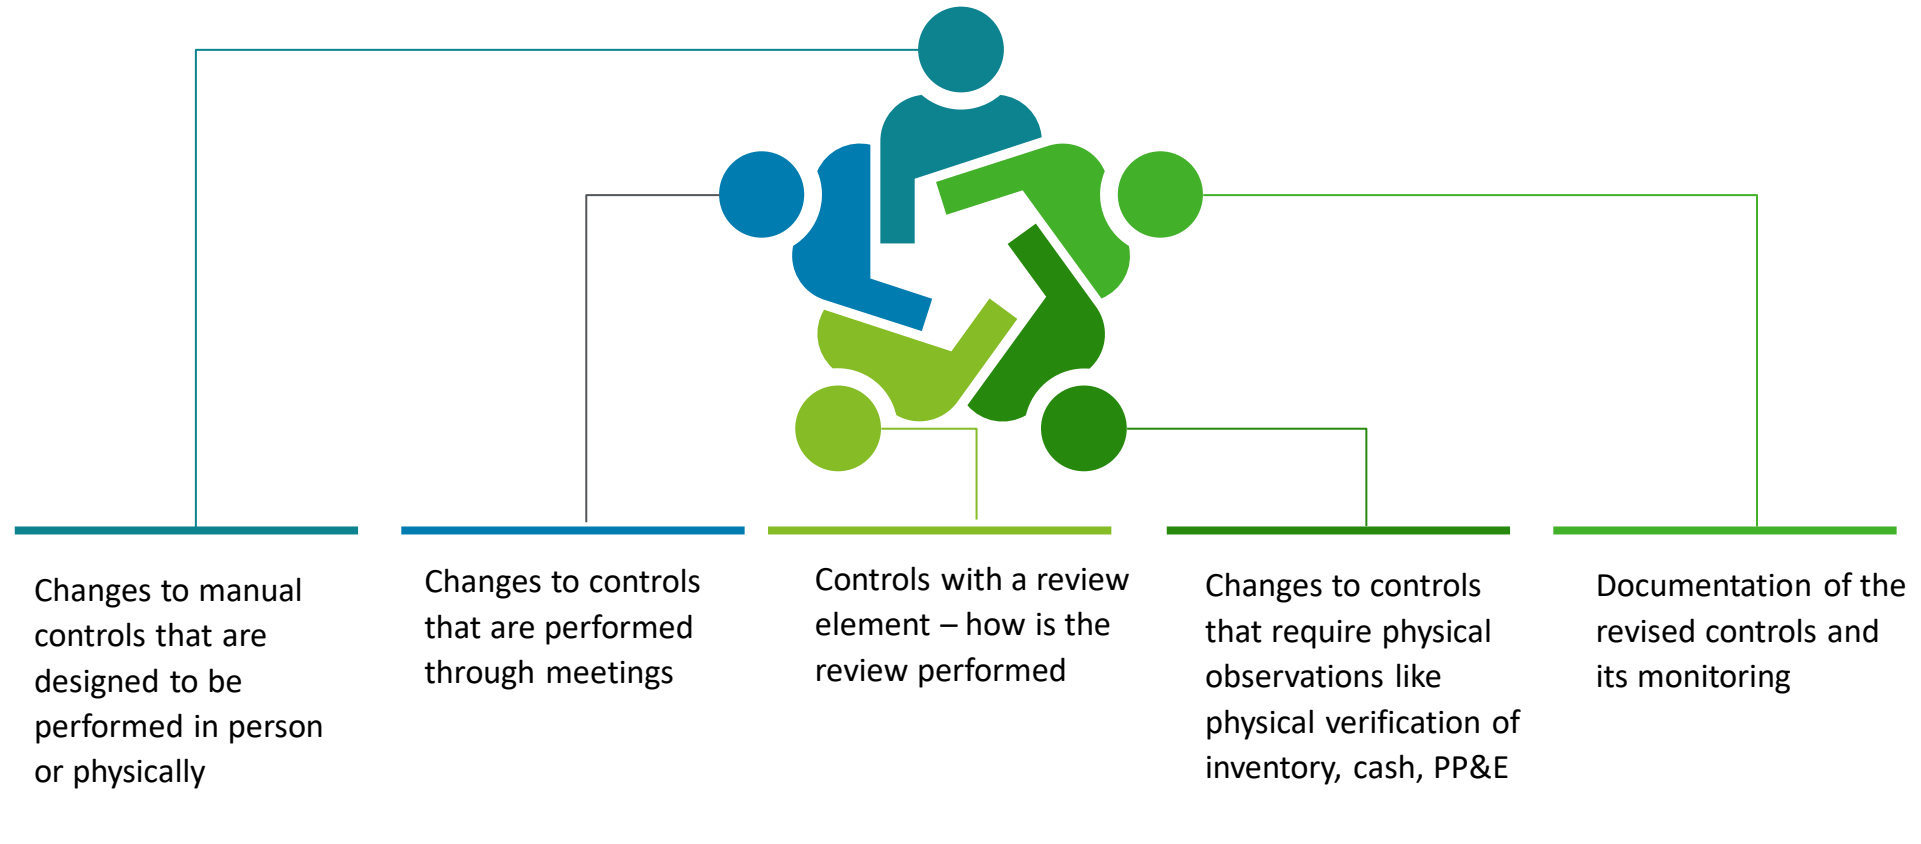 Changes to manual
controls that are
designed to be
performed in person
or physically
Changes to controls
that are performed
through meetings
Controls with a review
element – how is the
review performed
Changes to controls
that require physical
observations like
physical verification of
inventory, cash, PP&E
Documentation of the
revised controls and
its monitoring